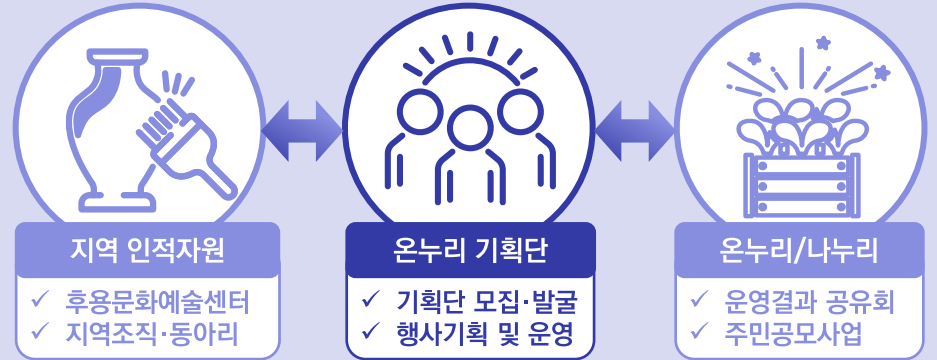 지역 인적자원
✓ 후용문화예술센터
✓ 지역조직·동아리
온누리 기획단
✓ 기획단 모집·발굴
✓ 행사기획 및 운영
온누리/나누리
✓ 운영결과 공유회
✓ 주민공모사업